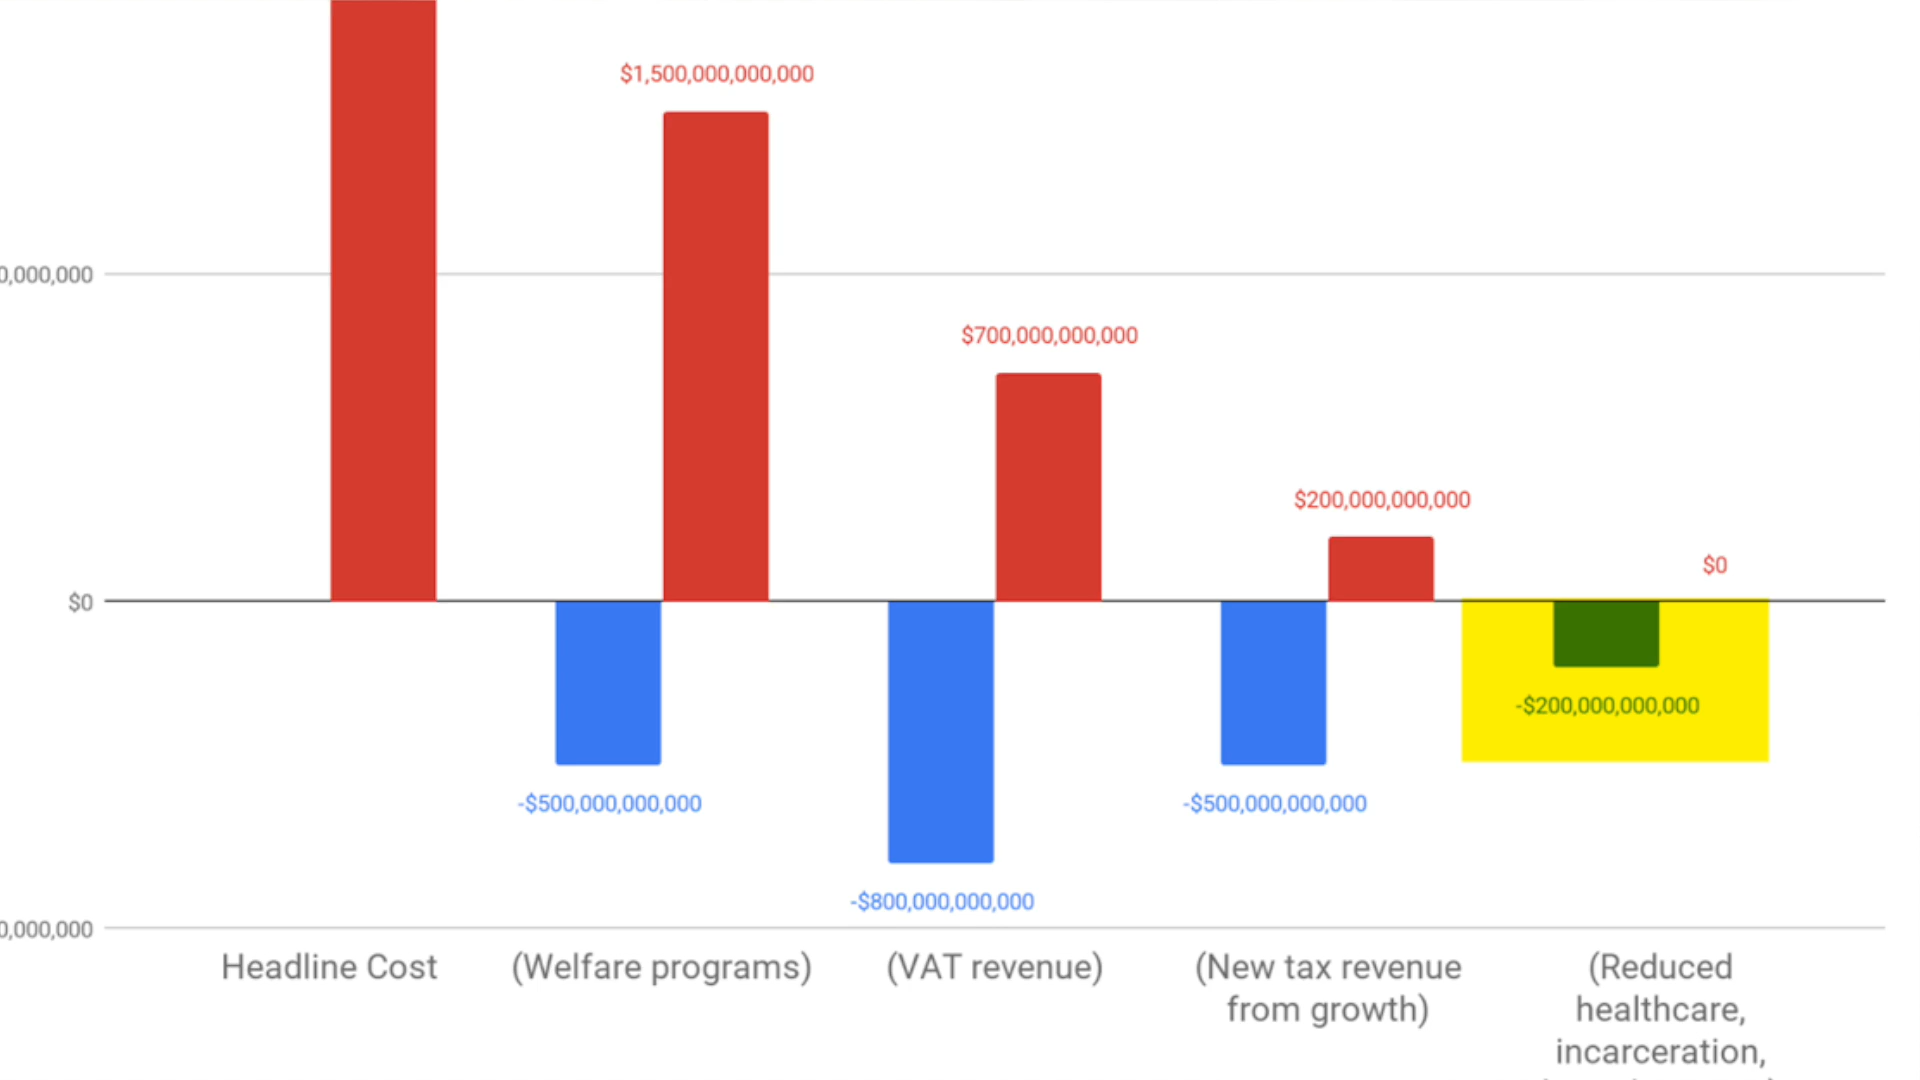 $1,500,000,000,000
0,000,000
$700,000,000,000
$200,000,000,000
$0
$0
-$200,000,000,000
-$500,000,000,000
-$500,000,000,000
-$800,000,000,000
0,000,000
Headline Cost
(Welfare programs)
(VAT revenue)
(New tax revenue
from growth)
(Reduced
healthcare,
incarceration,